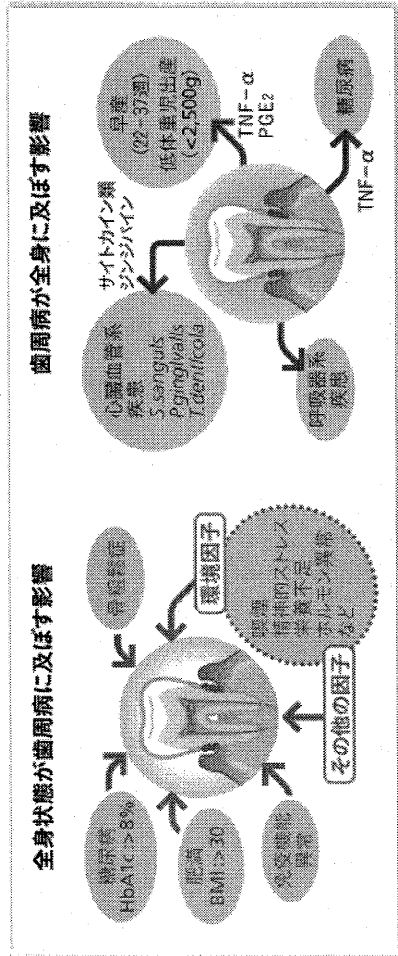 全身状態が歯周病に及ぼす影響
糖尿病
HbA1c:>8%
骨粗鬆症
肥満
BMI:>30
免疫機能
異常
環境因子
喫煙
精神的ストレス
栄養不足
ホルモン異常
など
その他の因子
歯周病が全身に及ぼす影響
心臓血管系
疾患
S.sanguis
P.gingivalis
T.denticola
サイトカイン類
ジンジパイン
早産
(22~37週)
低体重児出産
(<2,500g)
TNF-α
PGE2
呼吸器系
疾患
TNF-α
糖尿病